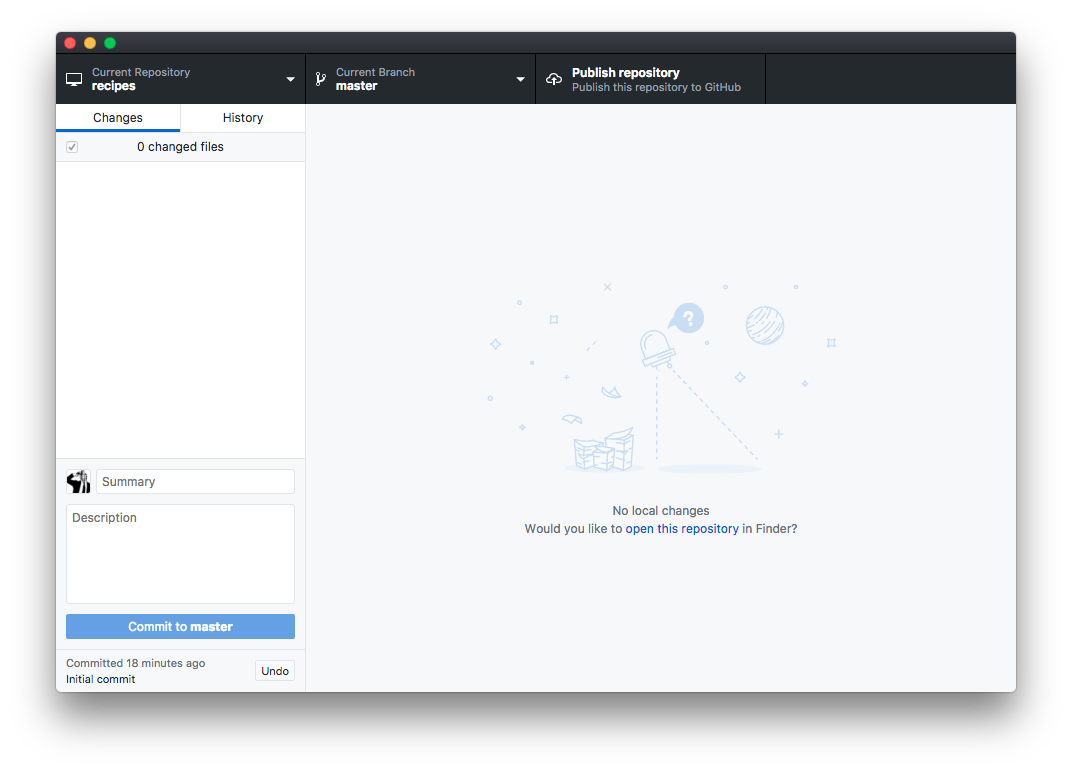 Current Repository
recipes
Current Branch
master
Publish repository
Publish this repository to GitHub
Changes
History
0 changed files
?
No local changes
Would you like to open this repository in Finder?
Summary
Description
Commit to master
Committed 18 minutes ago
Initial commit
Undo